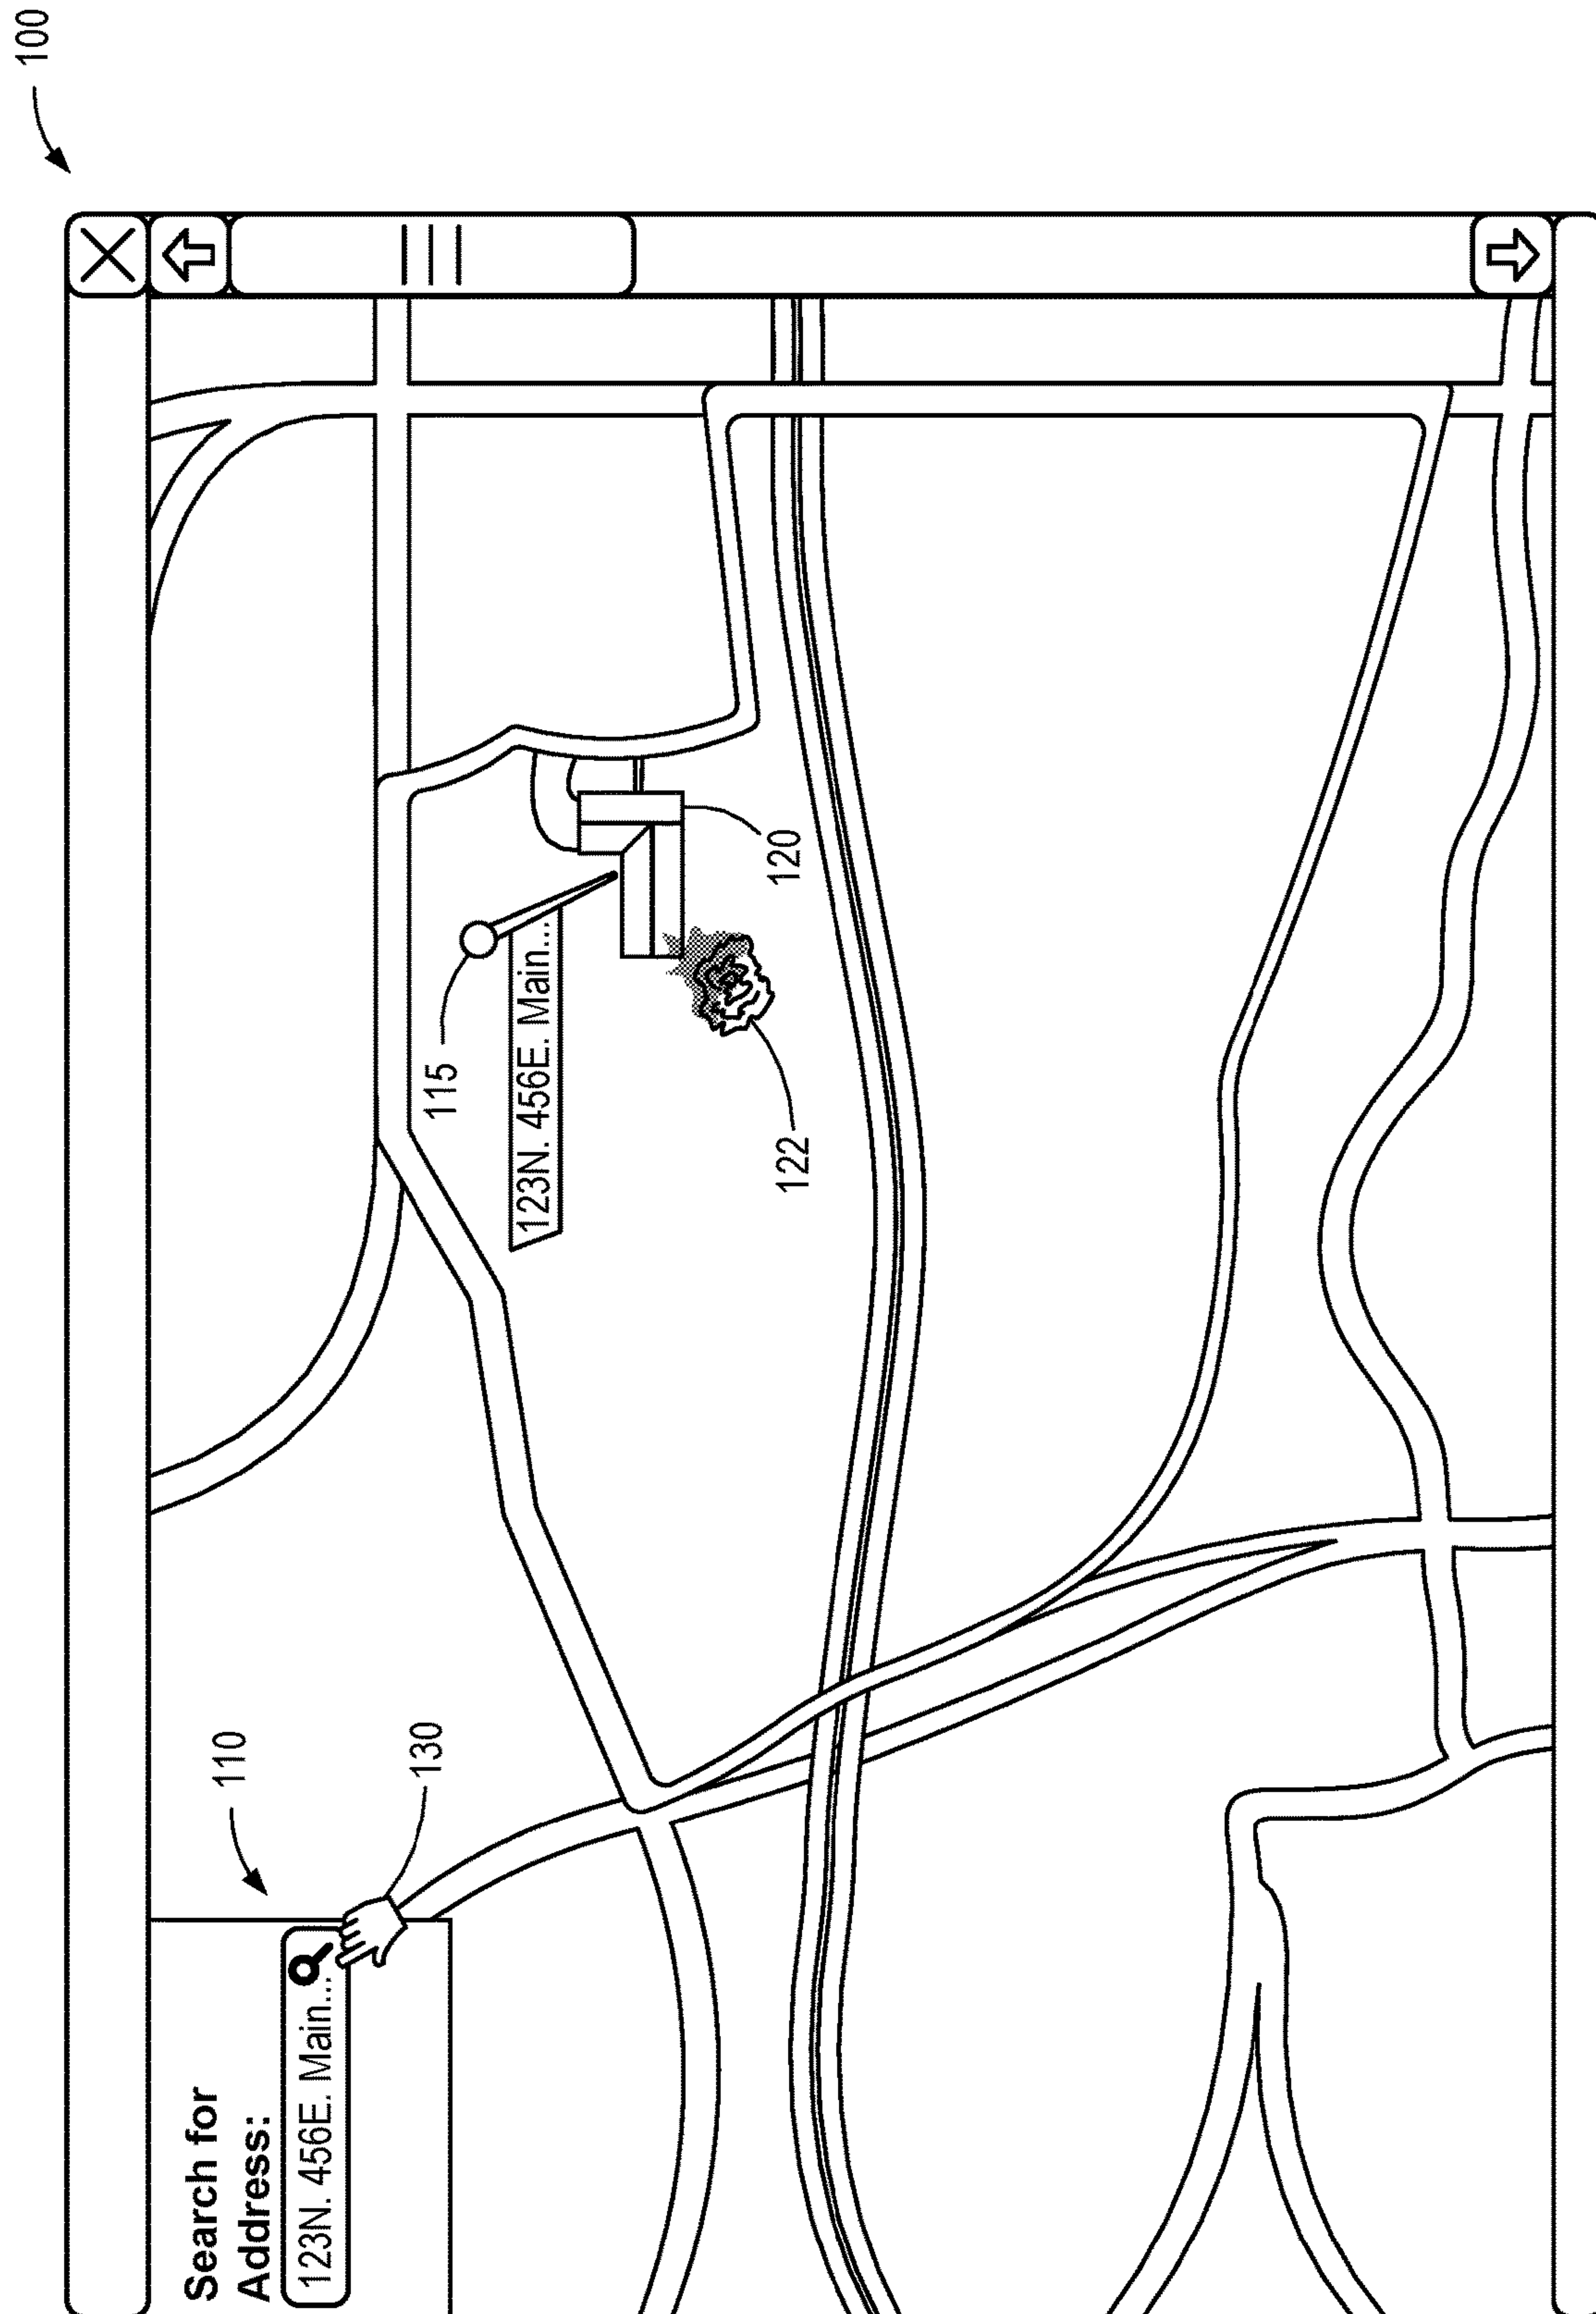 100
110
Search for
Address:
123N. 456E. Main...
130
115
123N. 456E. Main...
120
122